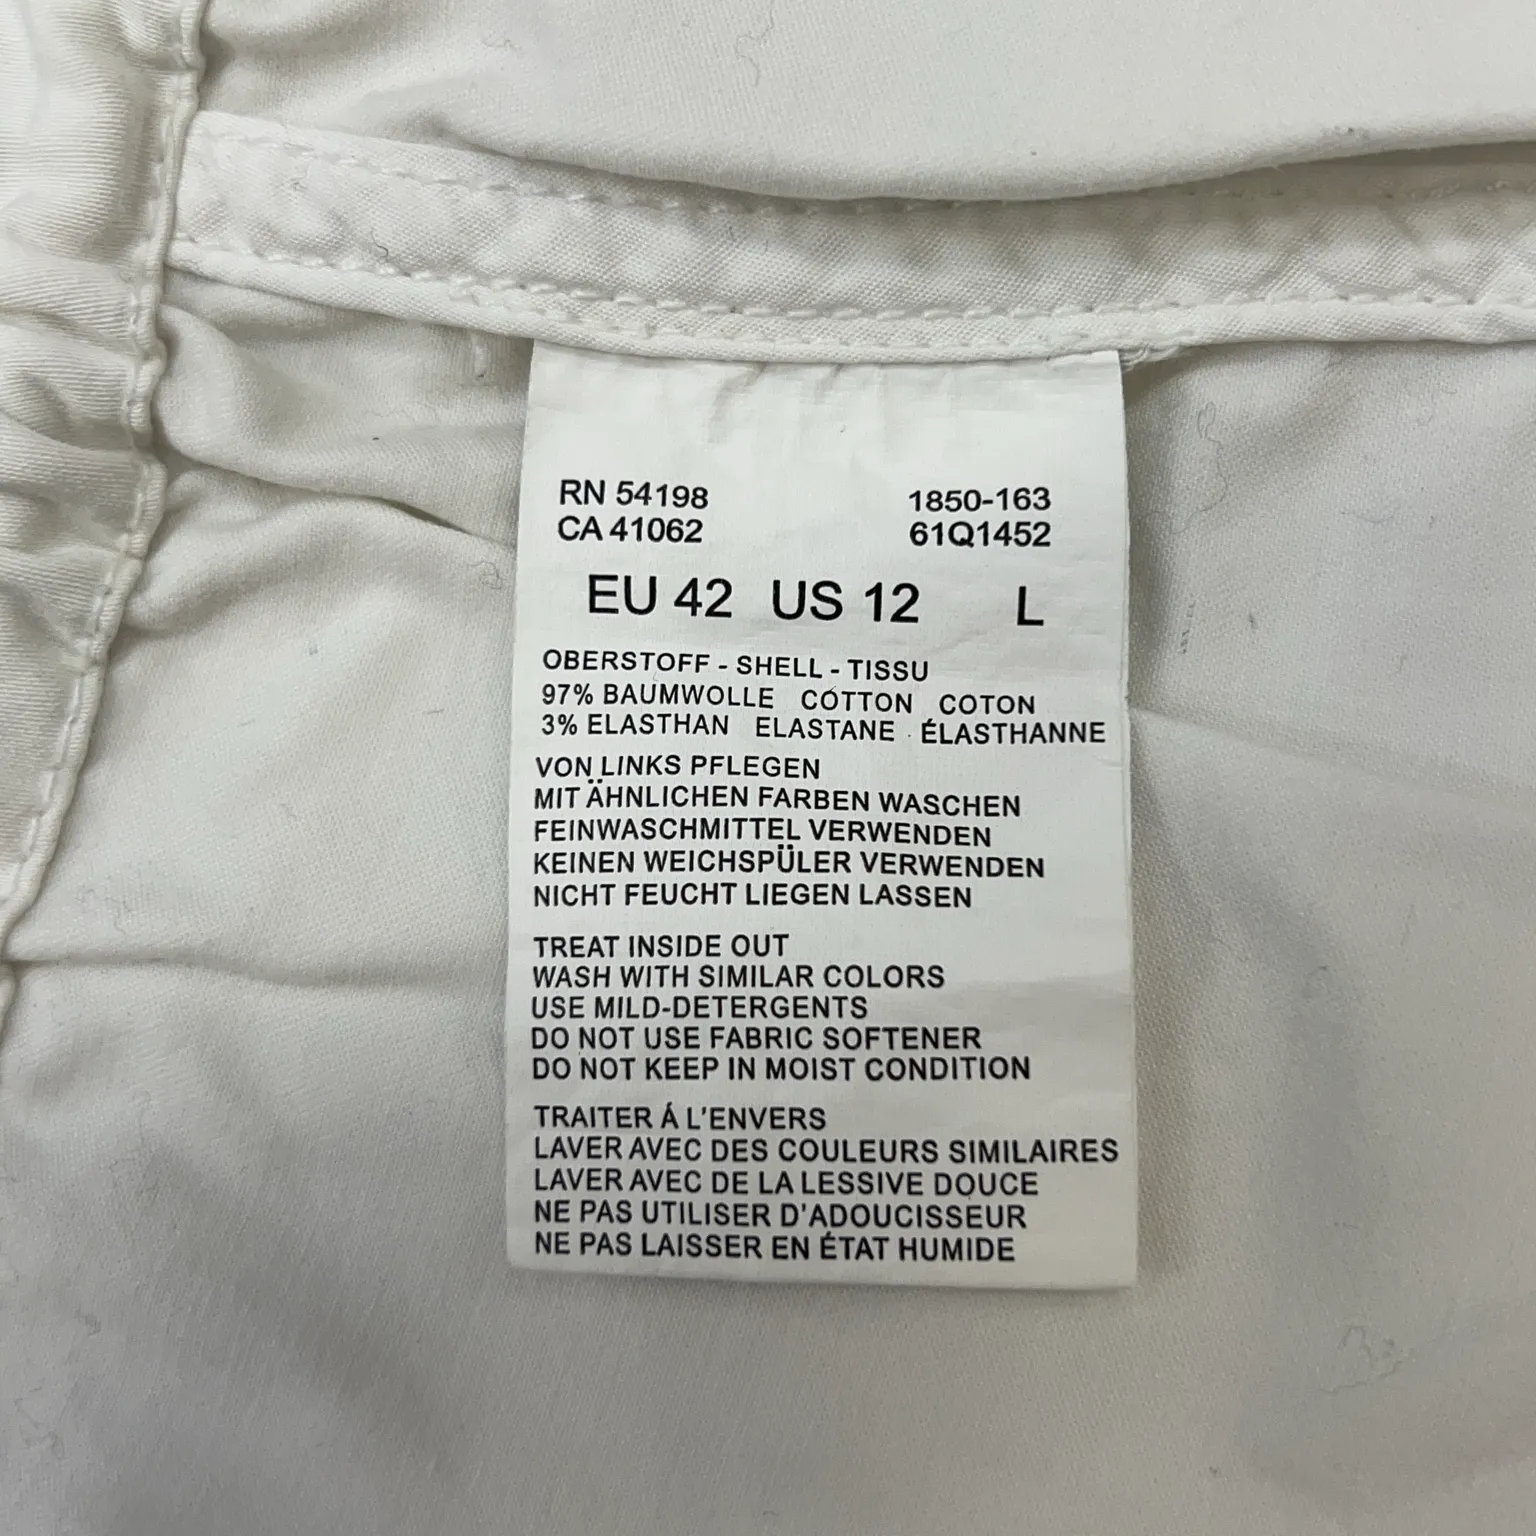 RN 54198 1850-163
CA 41062 61Q1452
EU 42 US 12 L
OBERSTOFF - SHELL - TISSU
97% BAUMWOLLE COTTON COTON
3% ELASTHAN ELASTANE ÉLASTHANNE
VON LINKS PFLEGEN
MIT ÄHNLICHEN FARBEN WASCHEN
FEINWASCHMITTEL VERWENDEN
KEINEN WEICHSPÜLER VERWENDEN
NICHT FEUCHT LIEGEN LASSEN
TREAT INSIDE OUT
WASH WITH SIMILAR COLORS
USE MILD-DETERGENTS
DO NOT USE FABRIC SOFTENER
DO NOT KEEP IN MOIST CONDITION
TRAITER Á L'ENVERS
LAVER AVEC DES COULEURS SIMILAIRES
LAVER AVEC DE LA LESSIVE DOUCE
NE PAS UTILISER D'ADOUCISSEUR
NE PAS LAISSER EN ÉTAT HUMIDE